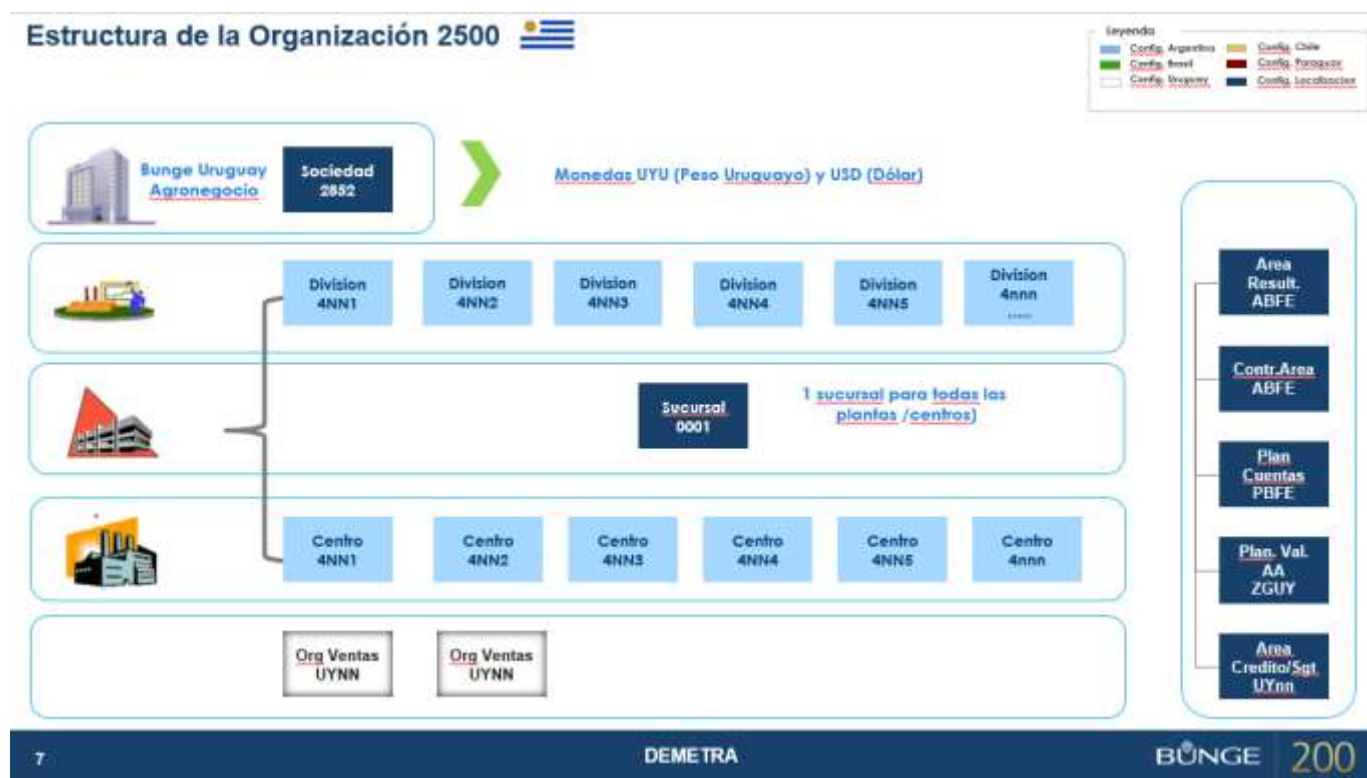 Estructura de la Organización 2500
Leyenda
Config. Argentina
Config. Chile
Config. Brasil
Config. Paraguay
Config. Uruguay
Config. Localizacion
Bunge Uruguay
Agronegocio
Sociedad
2852
Monedas UYU (Peso Uruguayo) y USD (Dólar)
Division
4NN1
Division
4NN2
Division
4NN3
Division
4NN4
Division
4NN5
Division
4nnn
.....
Sucursal
0001
1 sucursal para todas las
plantas /centros)
Centro
4NN1
Centro
4NN2
Centro
4NN3
Centro
4NN4
Centro
4NN5
Centro
4nnn
Org Ventas
UYNN
Org Ventas
UYNN
Area
Result.
ABFE
Contr.Area
ABFE
Plan
Cuentas
PBFE
Plan. Val.
AA
ZGUY
Area
Credito/Sgt
UYnn
7
DEMETRA
BUNGE
200